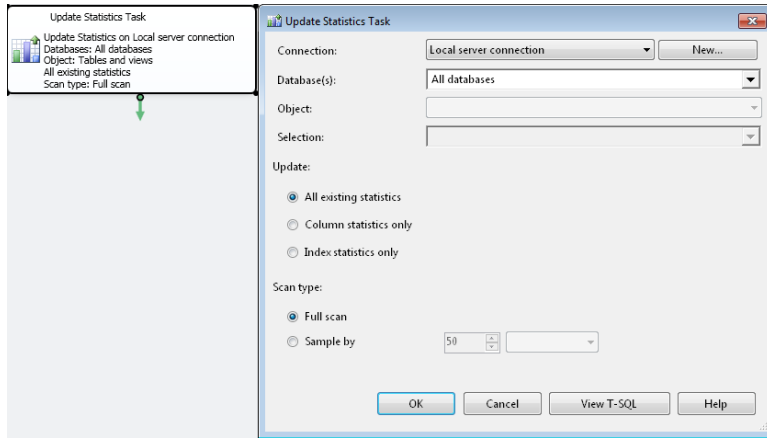 Update Statistics Task
Update Statistics on Local server connection
Databases: All databases
Object: Tables and views
All existing statistics
Scan type: Full scan
Update Statistics Task
Connection: Local server connection New...
Database(s): All databases
Object:
Selection:
Update:
All existing statistics
Column statistics only
Index statistics only
Scan type:
Full scan
Sample by 50
OK Cancel View T-SQL Help